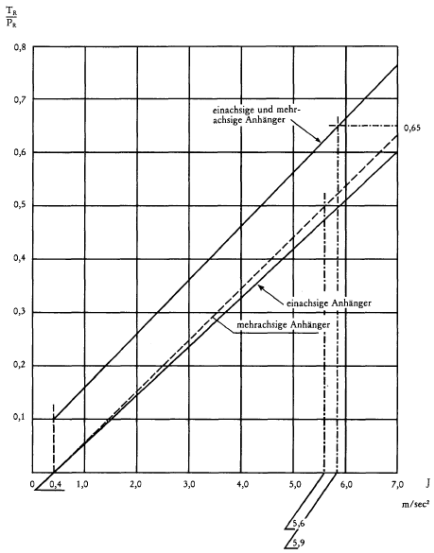 T_R
P_R
0,8
0,7
einachsige und mehr-
achsige Anhänger
0,65
0,6
0,5
0,4
0,3
einachsige Anhänger
mehrachsige Anhänger
0,2
0,1
0 0,4 1,0 2,0 3,0 4,0 5,0 6,0 7,0 J
m/sec²
5,6
5,9